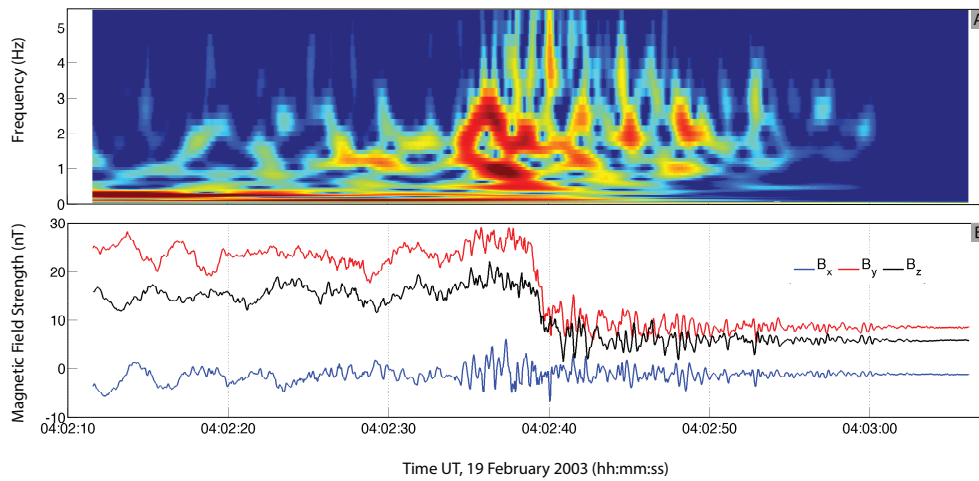 A
Frequency (Hz)
5
4
3
2
1
0
B
Magnetic Field Strength (nT)
30
20
10
0
-10
Bx By Bz
04:02:10 04:02:20 04:02:30 04:02:40 04:02:50 04:03:00
Time UT, 19 February 2003 (hh:mm:ss)